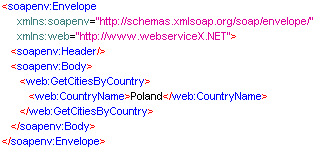 <soapenv:Envelope
xmlns:soapenv="http://schemas.xmlsoap.org/soap/envelope/"
xmlns:web="http://www.webserviceX.NET">
<soapenv:Header/>
<soapenv:Body>
<web:GetCitiesByCountry>
<web:CountryName>Poland</web:CountryName>
</web:GetCitiesByCountry>
</soapenv:Body>
</soapenv:Envelope>